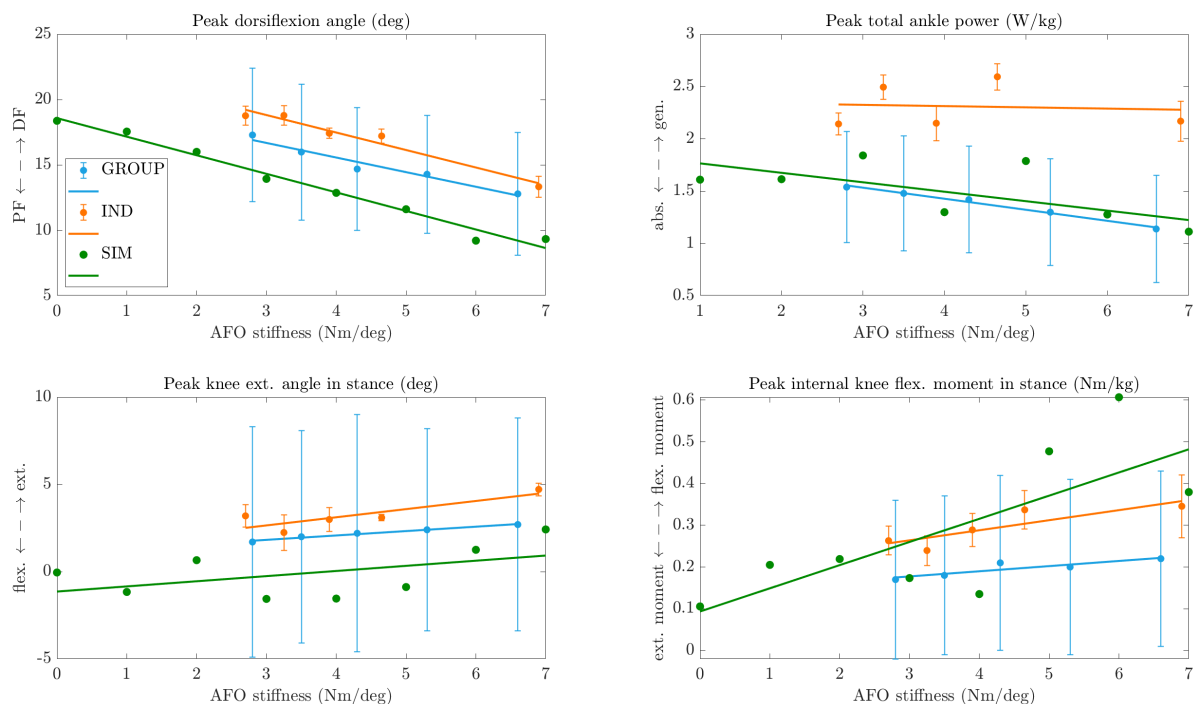 Peak dorsiflexion angle (deg)
25
20
15
10
5
PF ← − − → DF
GROUP
IND
SIM
0 1 2 3 4 5 6 7
AFO stiffness (Nm/deg)
Peak total ankle power (W/kg)
3
2.5
2
1.5
1
0.5
abs. ← − − → gen.
1 2 3 4 5 6 7
AFO stiffness (Nm/deg)
Peak knee ext. angle in stance (deg)
10
5
0
-5
flex. ← − − → ext.
0 1 2 3 4 5 6 7
AFO stiffness (Nm/deg)
Peak internal knee flex. moment in stance (Nm/kg)
0.6
0.5
0.4
0.3
0.2
0.1
0
ext. moment ← − − → flex. moment
0 1 2 3 4 5 6 7
AFO stiffness (Nm/deg)